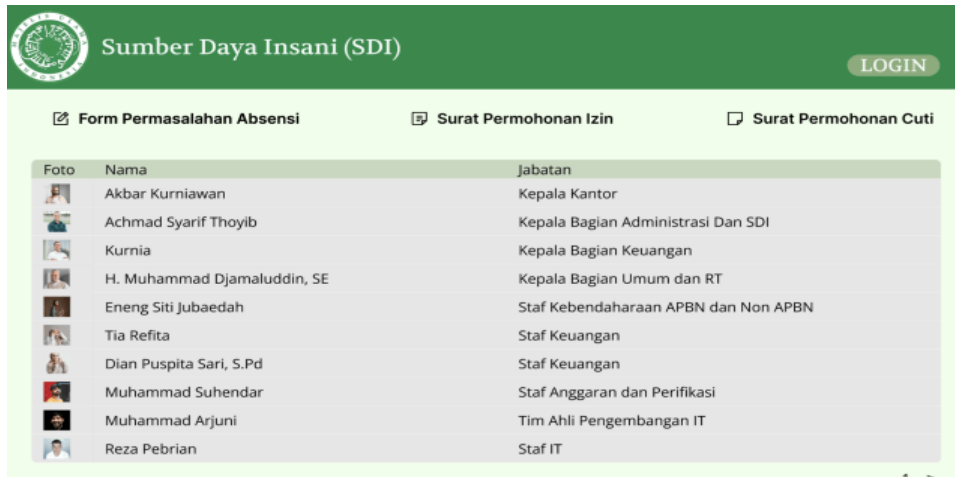 MAJELIS ULAMA INDONESIA
Sumber Daya Insani (SDI)
LOGIN
Form Permasalahan Absensi Surat Permohonan Izin Surat Permohonan Cuti
Foto Nama Jabatan
Akbar Kurniawan Kepala Kantor
Achmad Syarif Thoyib Kepala Bagian Administrasi Dan SDI
Kurnia Kepala Bagian Keuangan
H. Muhammad Djamaluddin, SE Kepala Bagian Umum dan RT
Eneng Siti Jubaedah Staf Kebendaharaan APBN dan Non APBN
Tia Refita Staf Keuangan
Dian Puspita Sari, S.Pd Staf Keuangan
Muhammad Suhendar Staf Anggaran dan Perifikasi
Muhammad Arjuni Tim Ahli Pengembangan IT
Reza Pebrian Staf IT